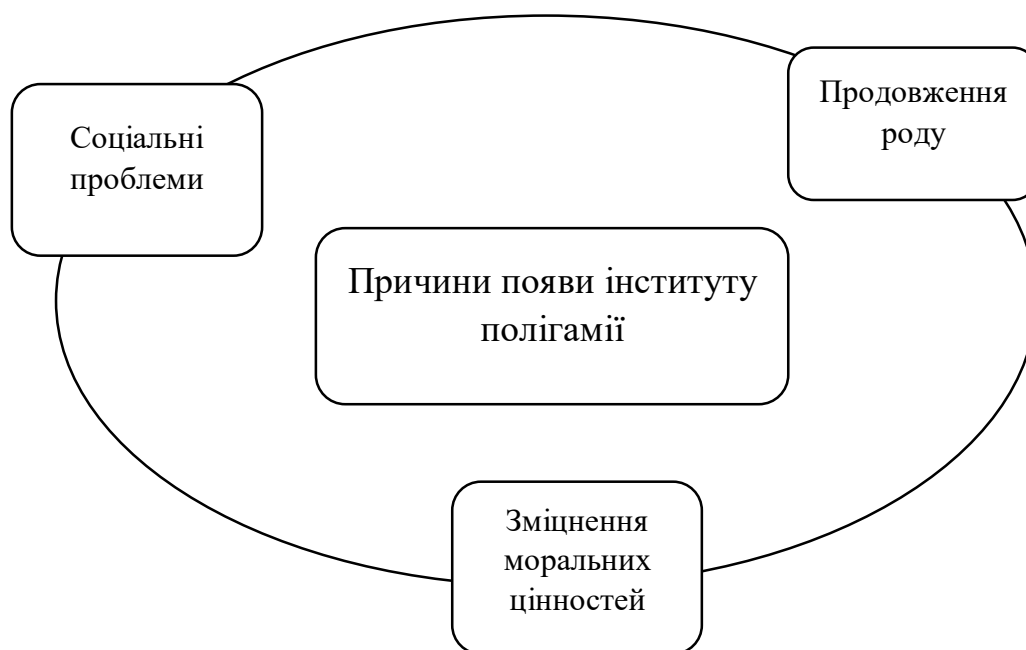 Соціальні
проблеми
Продовження
роду
Причини появи інституту
полігамії
Зміцнення
моральних
цінностей